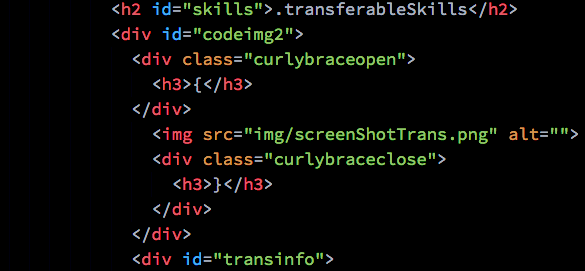 <h2 id="skills">.transferableSkills</h2>
<div id="codeimg2">
<div class="curlybraceopen">
<h3>{</h3>
</div>
<img src="img/screenShotTrans.png" alt="">
<div class="curlybraceclose">
<h3>}</h3>
</div>
</div>
<div id="transinfo">